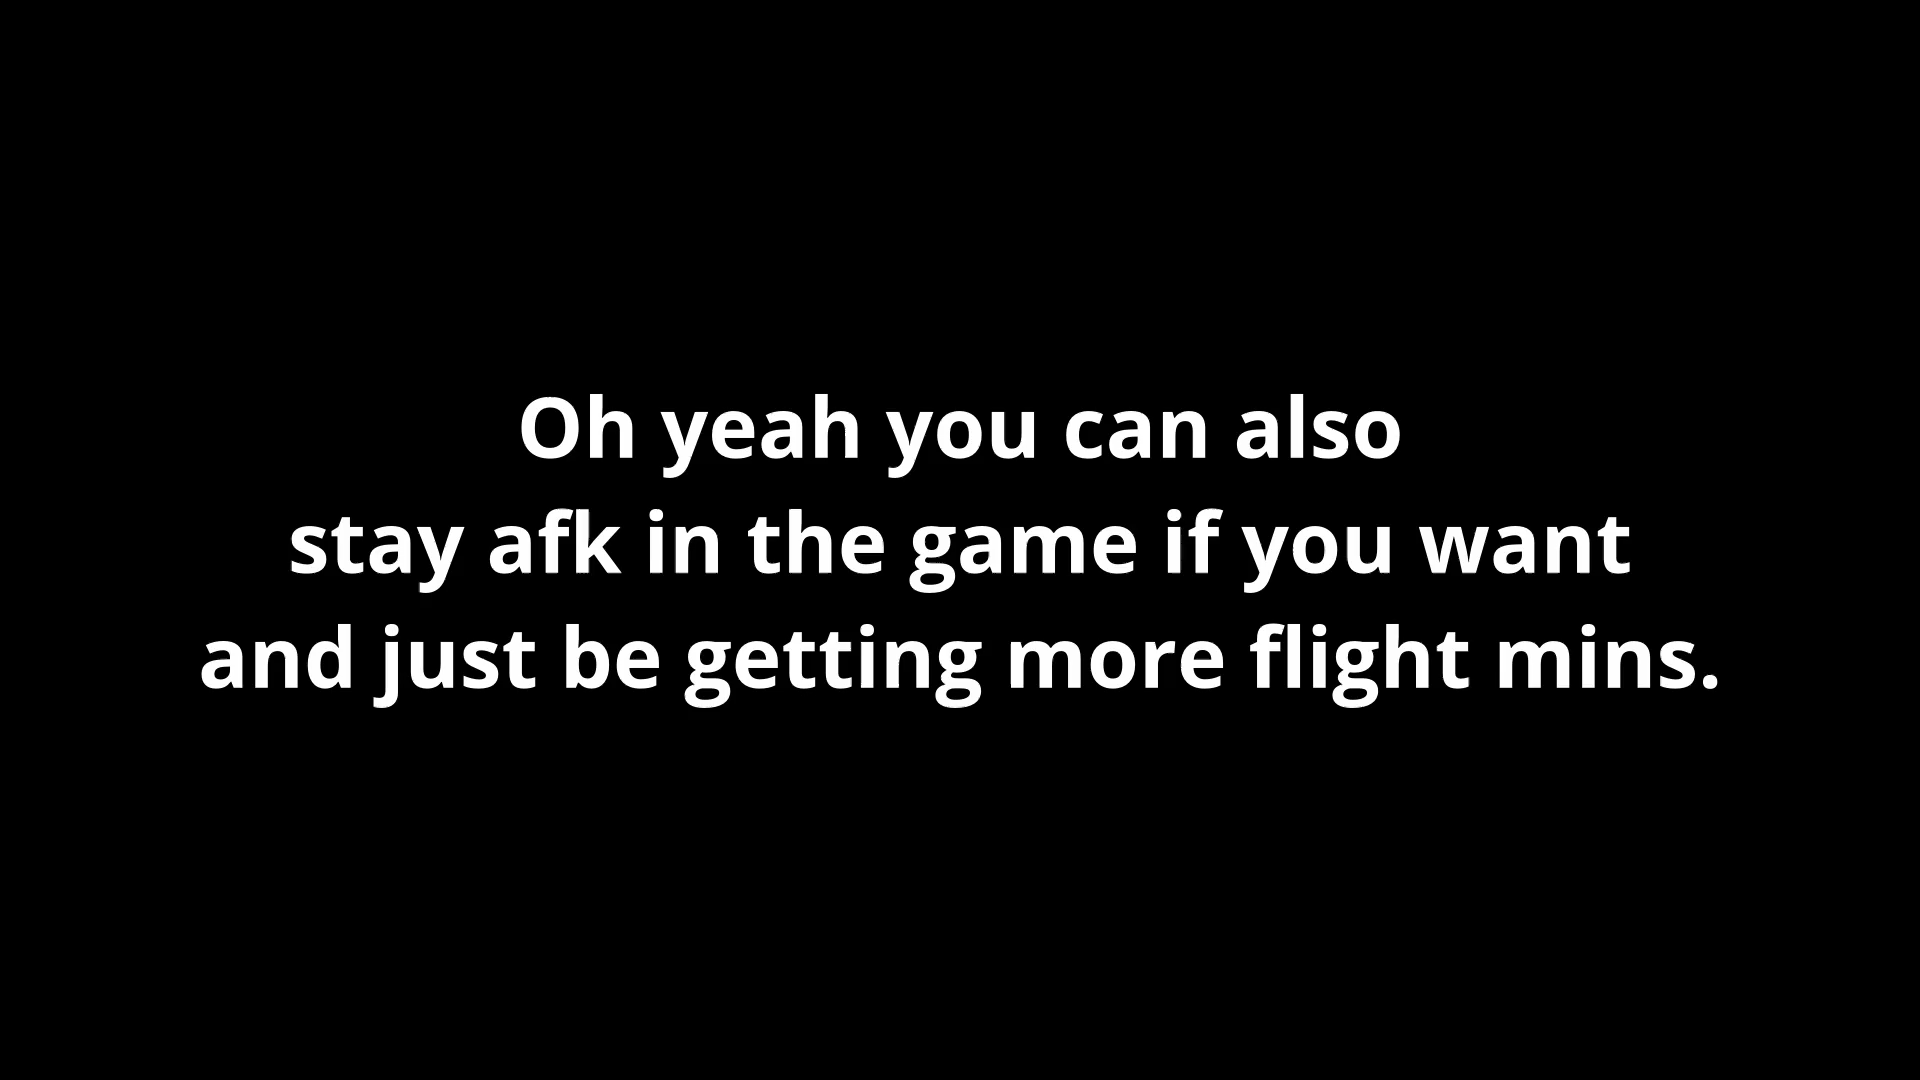 Oh yeah you can also
stay afk in the game if you want
and just be getting more flight mins.